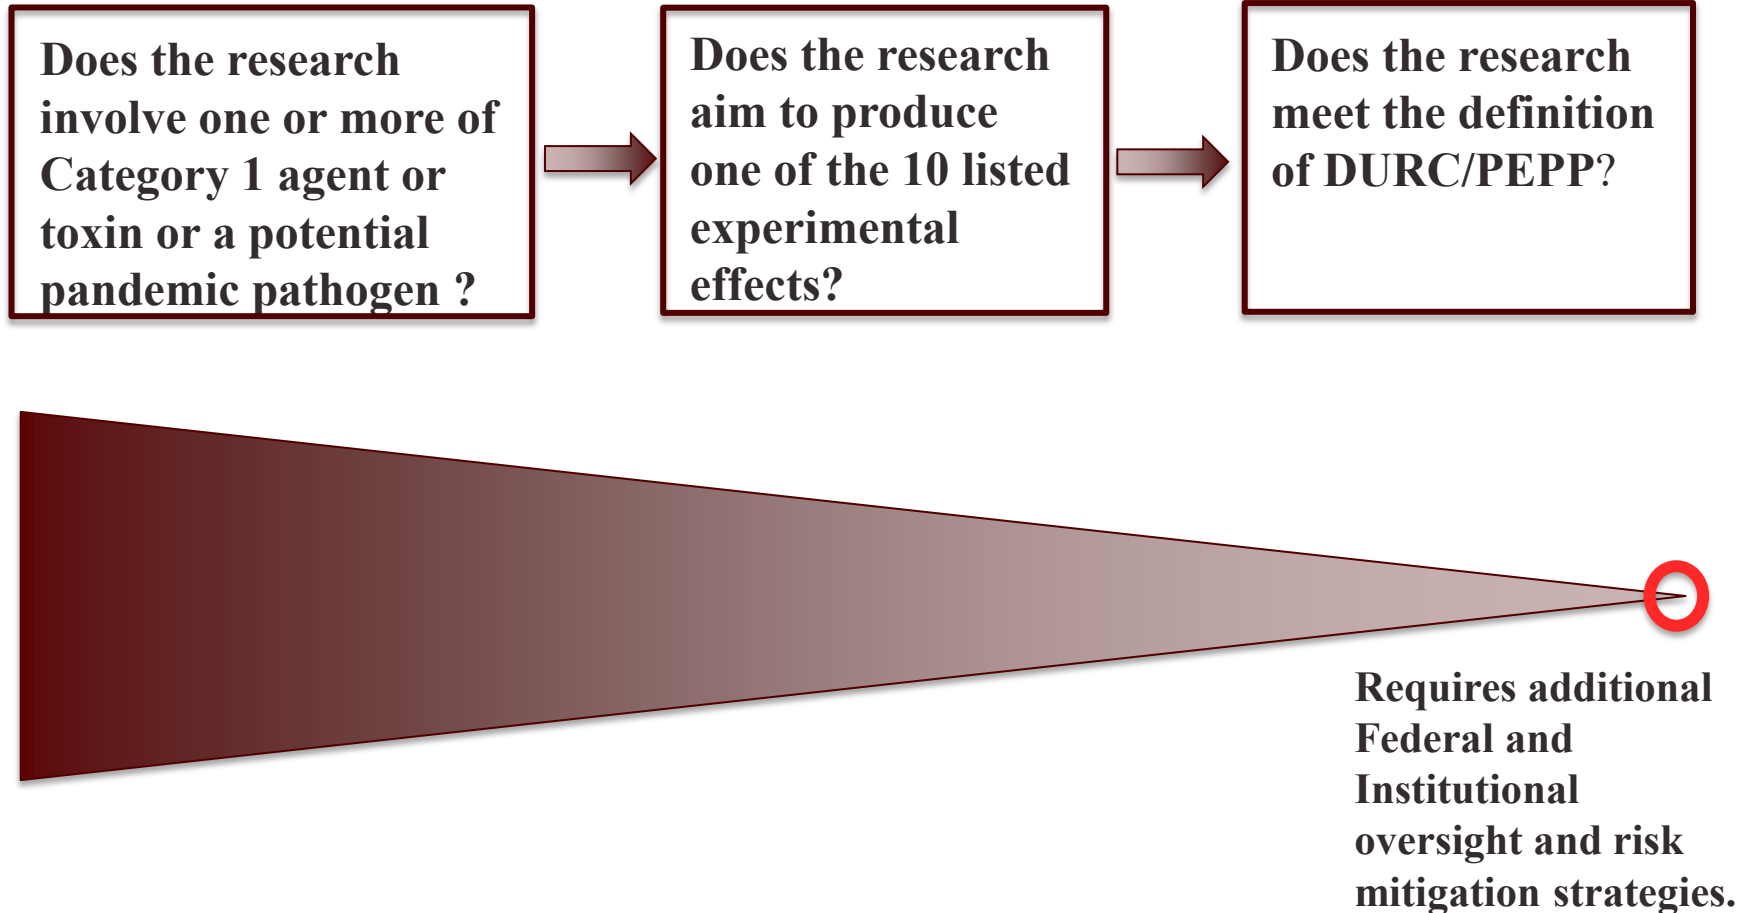 Does the research
involve one or more of
Category 1 agent or
toxin or a potential
pandemic pathogen ?
Does the research
aim to produce
one of the 10 listed
experimental
effects?
Does the research
meet the definition
of DURC/PEPP?
Requires additional
Federal and
Institutional
oversight and risk
mitigation strategies.